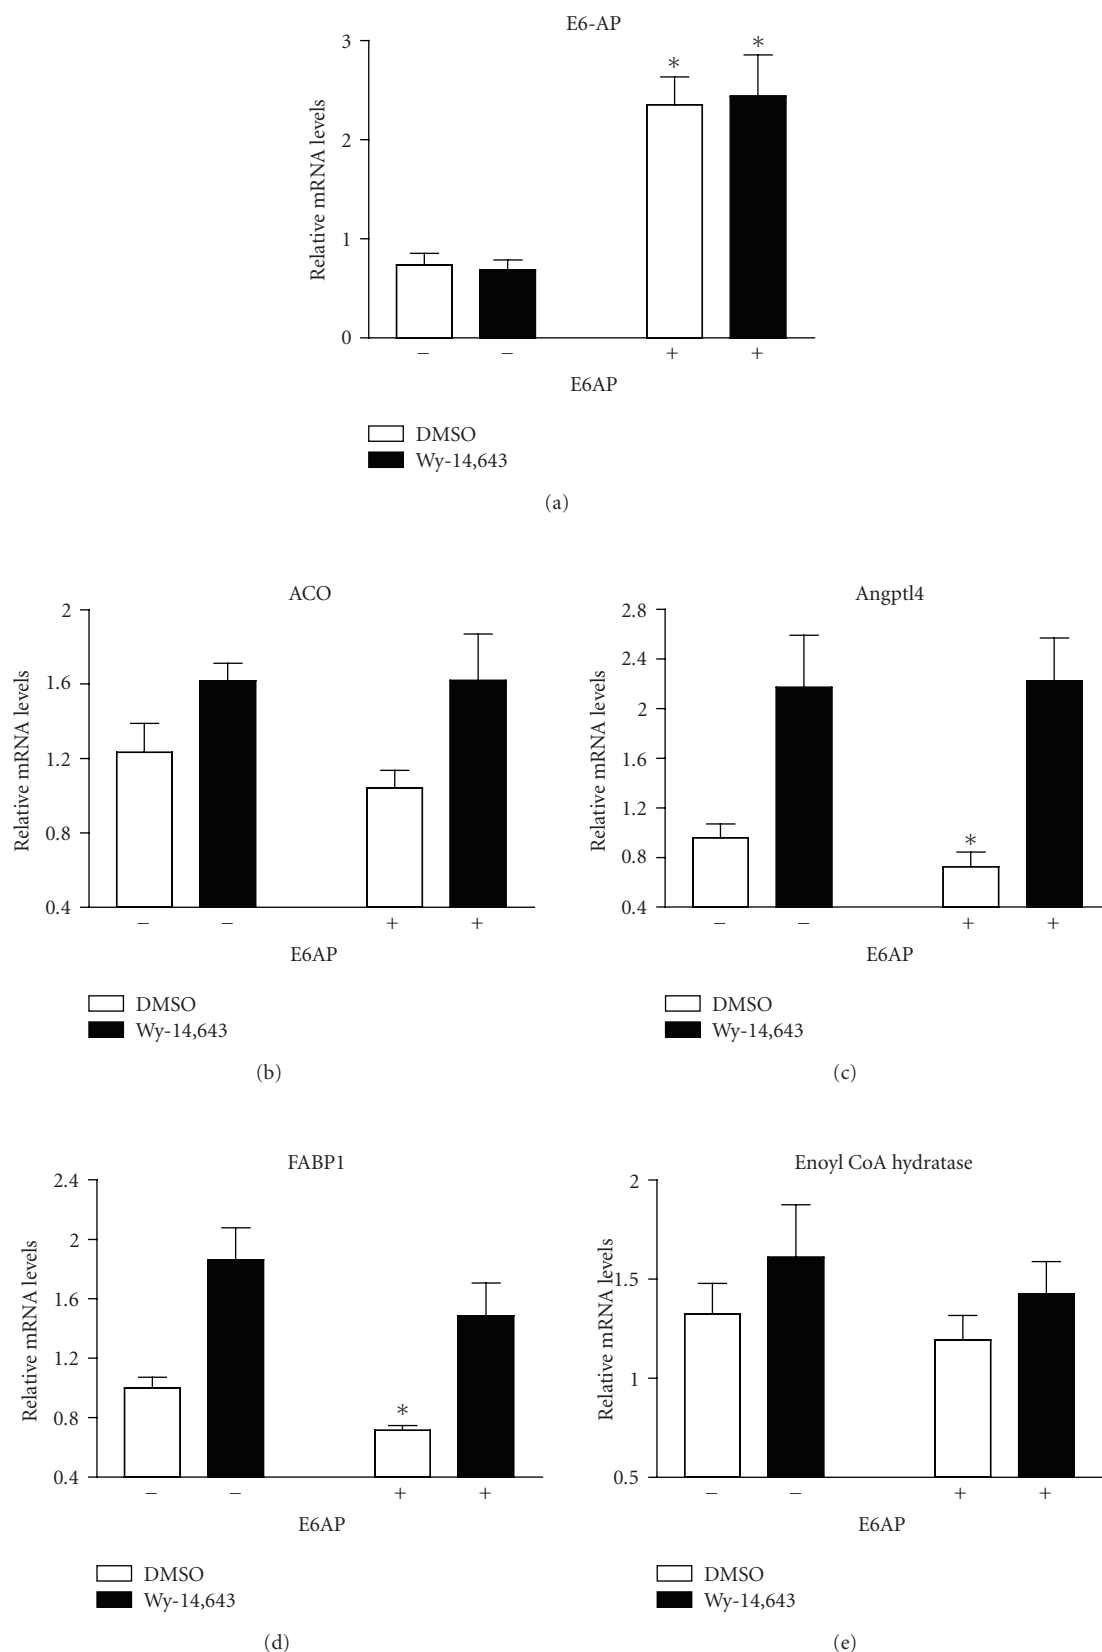 E6-AP
Relative mRNA levels
3
2
1
0
∗
∗
− − + +
E6AP
DMSO
Wy-14,643
(a)
ACO
Relative mRNA levels
2
1.6
1.2
0.8
0.4
− − + +
E6AP
DMSO
Wy-14,643
(b)
Angptl4
Relative mRNA levels
2.8
2.4
2
1.6
1.2
0.8
0.4
∗
− − + +
E6AP
DMSO
Wy-14,643
(c)
FABP1
Relative mRNA levels
2.4
2
1.6
1.2
0.8
0.4
∗
− − + +
E6AP
DMSO
Wy-14,643
(d)
Enoyl CoA hydratase
Relative mRNA levels
2
1.5
1
0.5
− − + +
E6AP
DMSO
Wy-14,643
(e)